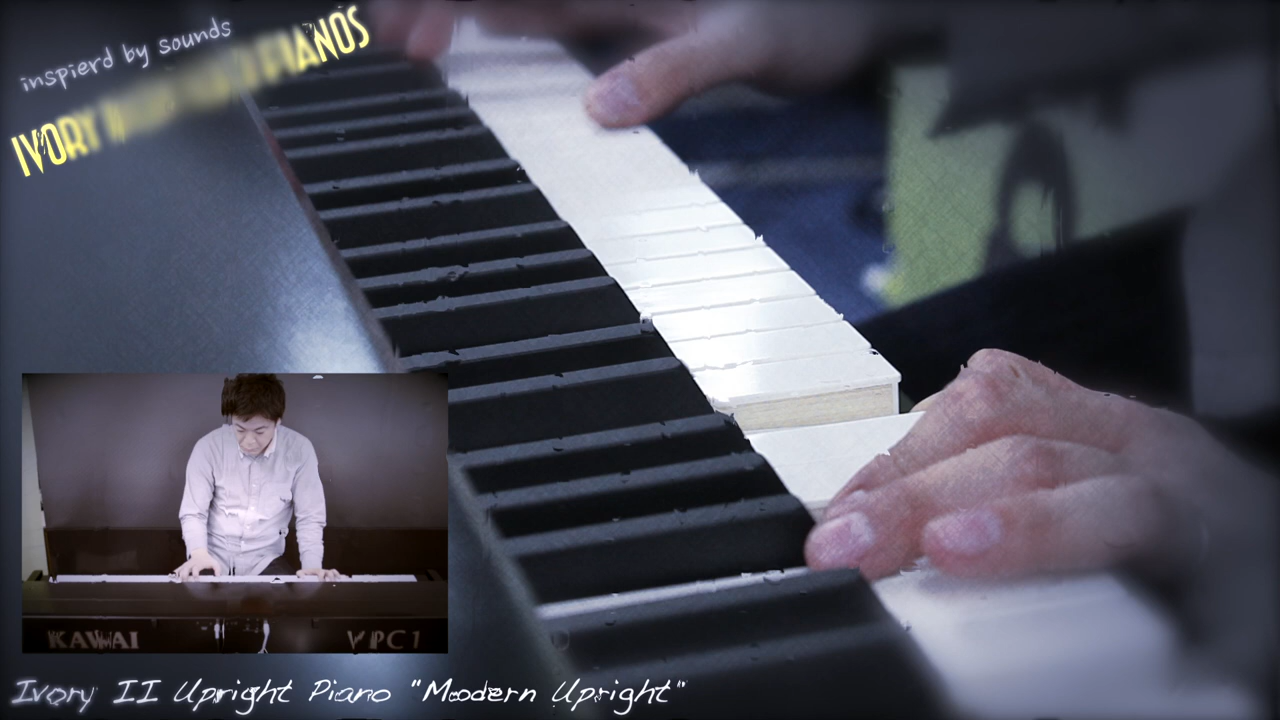 inspierd by sounds
IVORY PIANOS
KAWAI VPC1
Ivory II Upright Piano "Modern Upright"